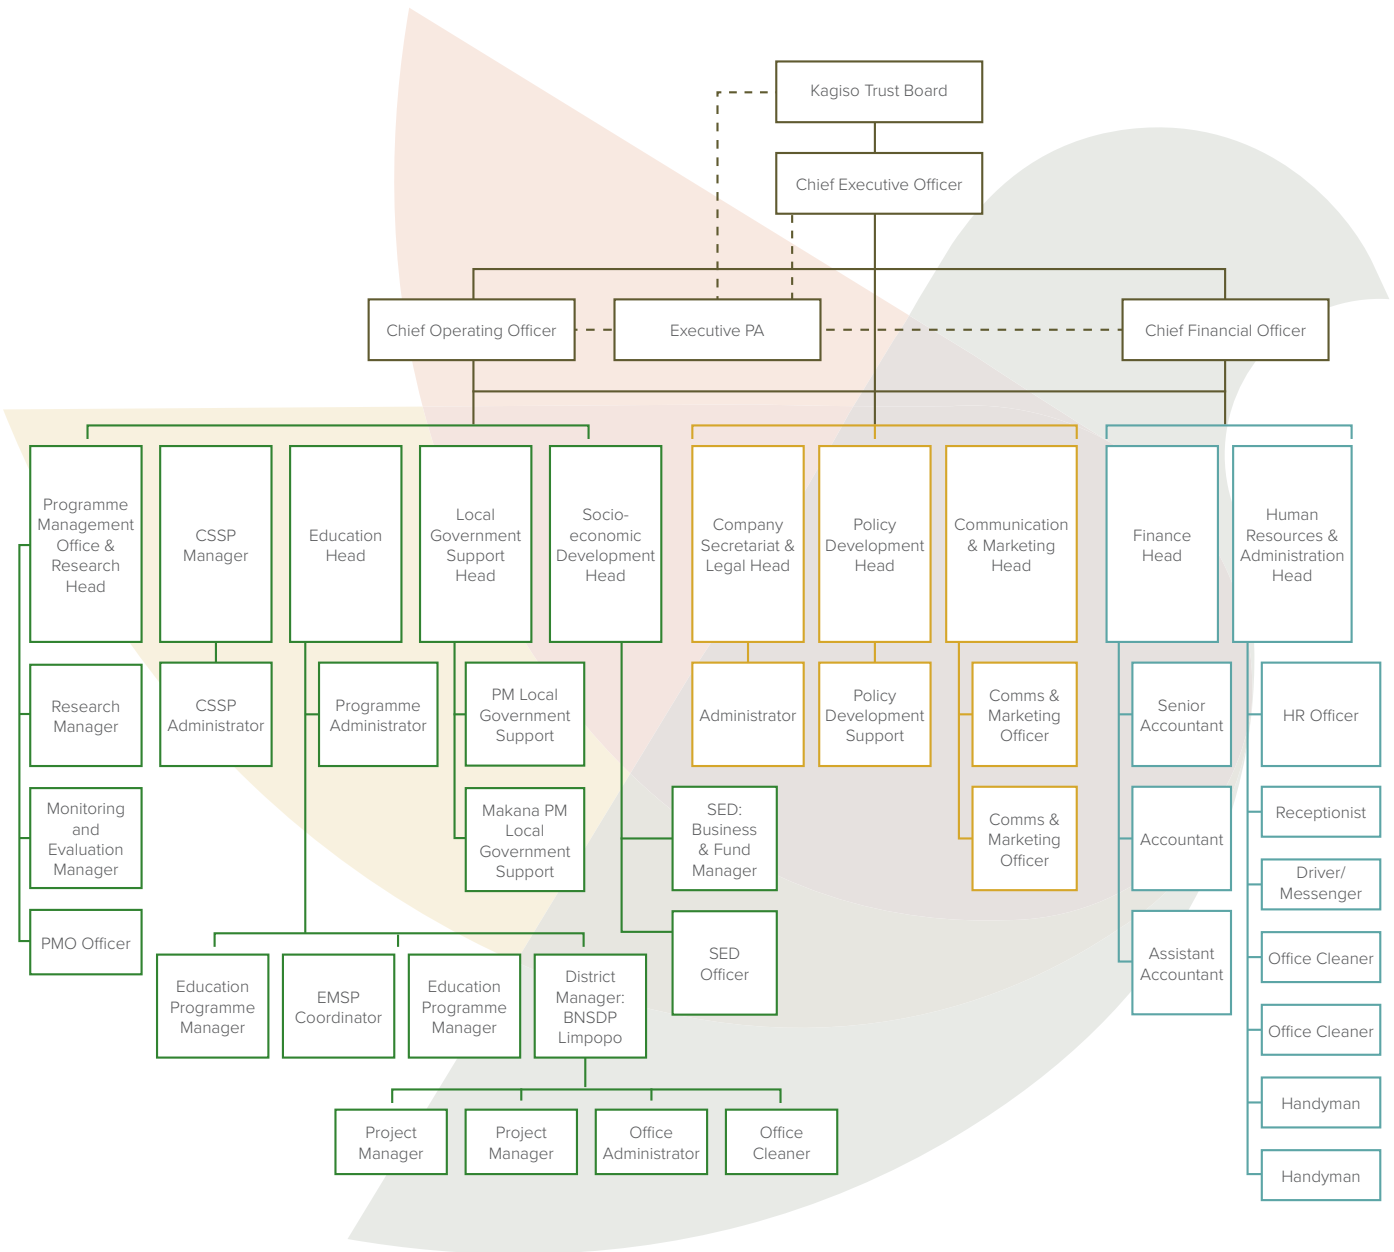 Kagiso Trust Board
Chief Executive Officer
Chief Operating Officer
Executive PA
Chief Financial Officer
Programme
Management
Office &
Research
Head
CSSP
Manager
Education
Head
Local
Government
Support
Head
Socio-
economic
Development
Head
Company
Secretariat &
Legal Head
Policy
Development
Head
Communication
& Marketing
Head
Finance
Head
Human
Resources &
Administration
Head
Research
Manager
CSSP
Administrator
Programme
Administrator
PM Local
Government
Support
Administrator
Policy
Development
Support
Comms &
Marketing
Officer
Senior
Accountant
HR Officer
Monitoring
and
Evaluation
Manager
Makana PM
Local
Government
Support
SED:
Business
& Fund
Manager
Comms &
Marketing
Officer
Accountant
Receptionist
Driver/
Messenger
PMO Officer
Education
Programme
Manager
EMSP
Coordinator
Education
Programme
Manager
District
Manager:
BNSDP
Limpopo
SED
Officer
Assistant
Accountant
Office Cleaner
Office Cleaner
Project
Manager
Project
Manager
Office
Administrator
Office
Cleaner
Handyman
Handyman